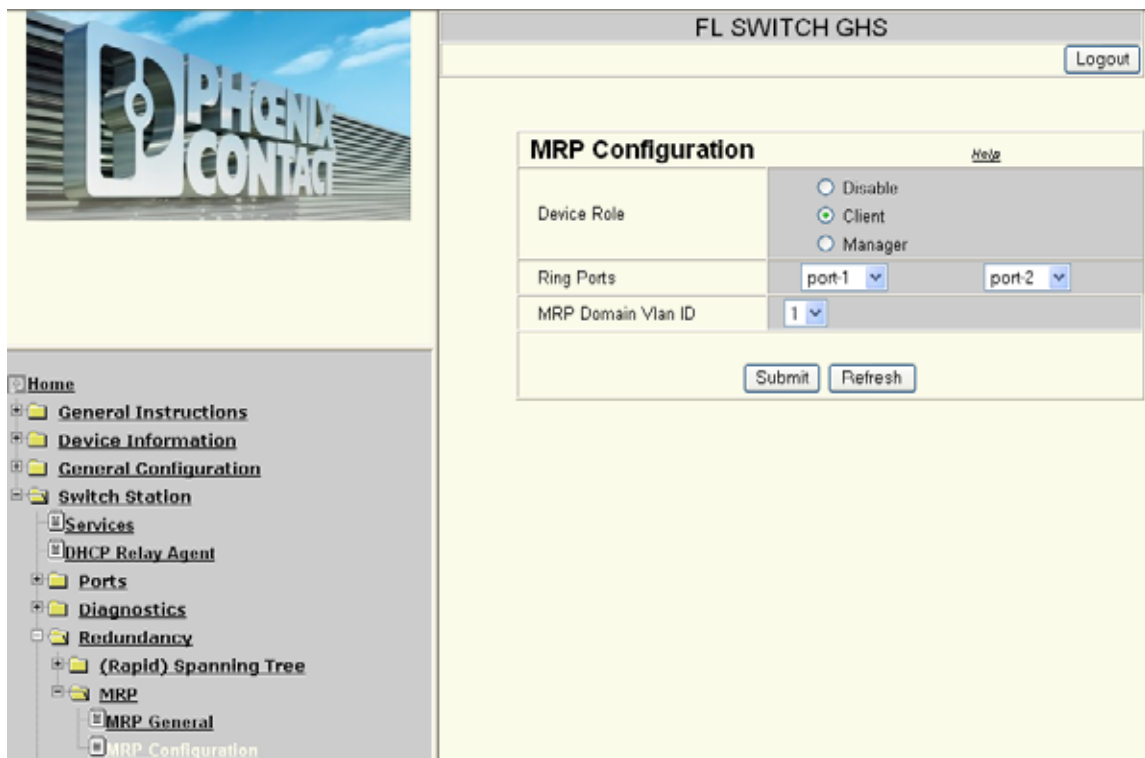 PHŒNIX
CONTACT
Home
General Instructions
Device Information
General Configuration
Switch Station
Services
DHCP Relay Agent
Ports
Diagnostics
Redundancy
(Rapid) Spanning Tree
MRP
MRP General
MRP Configuration
FL SWITCH GHS
Logout
MRP Configuration Help
Device Role
Disable
Client
Manager
Ring Ports port-1 port-2
MRP Domain Vlan ID 1
Submit Refresh